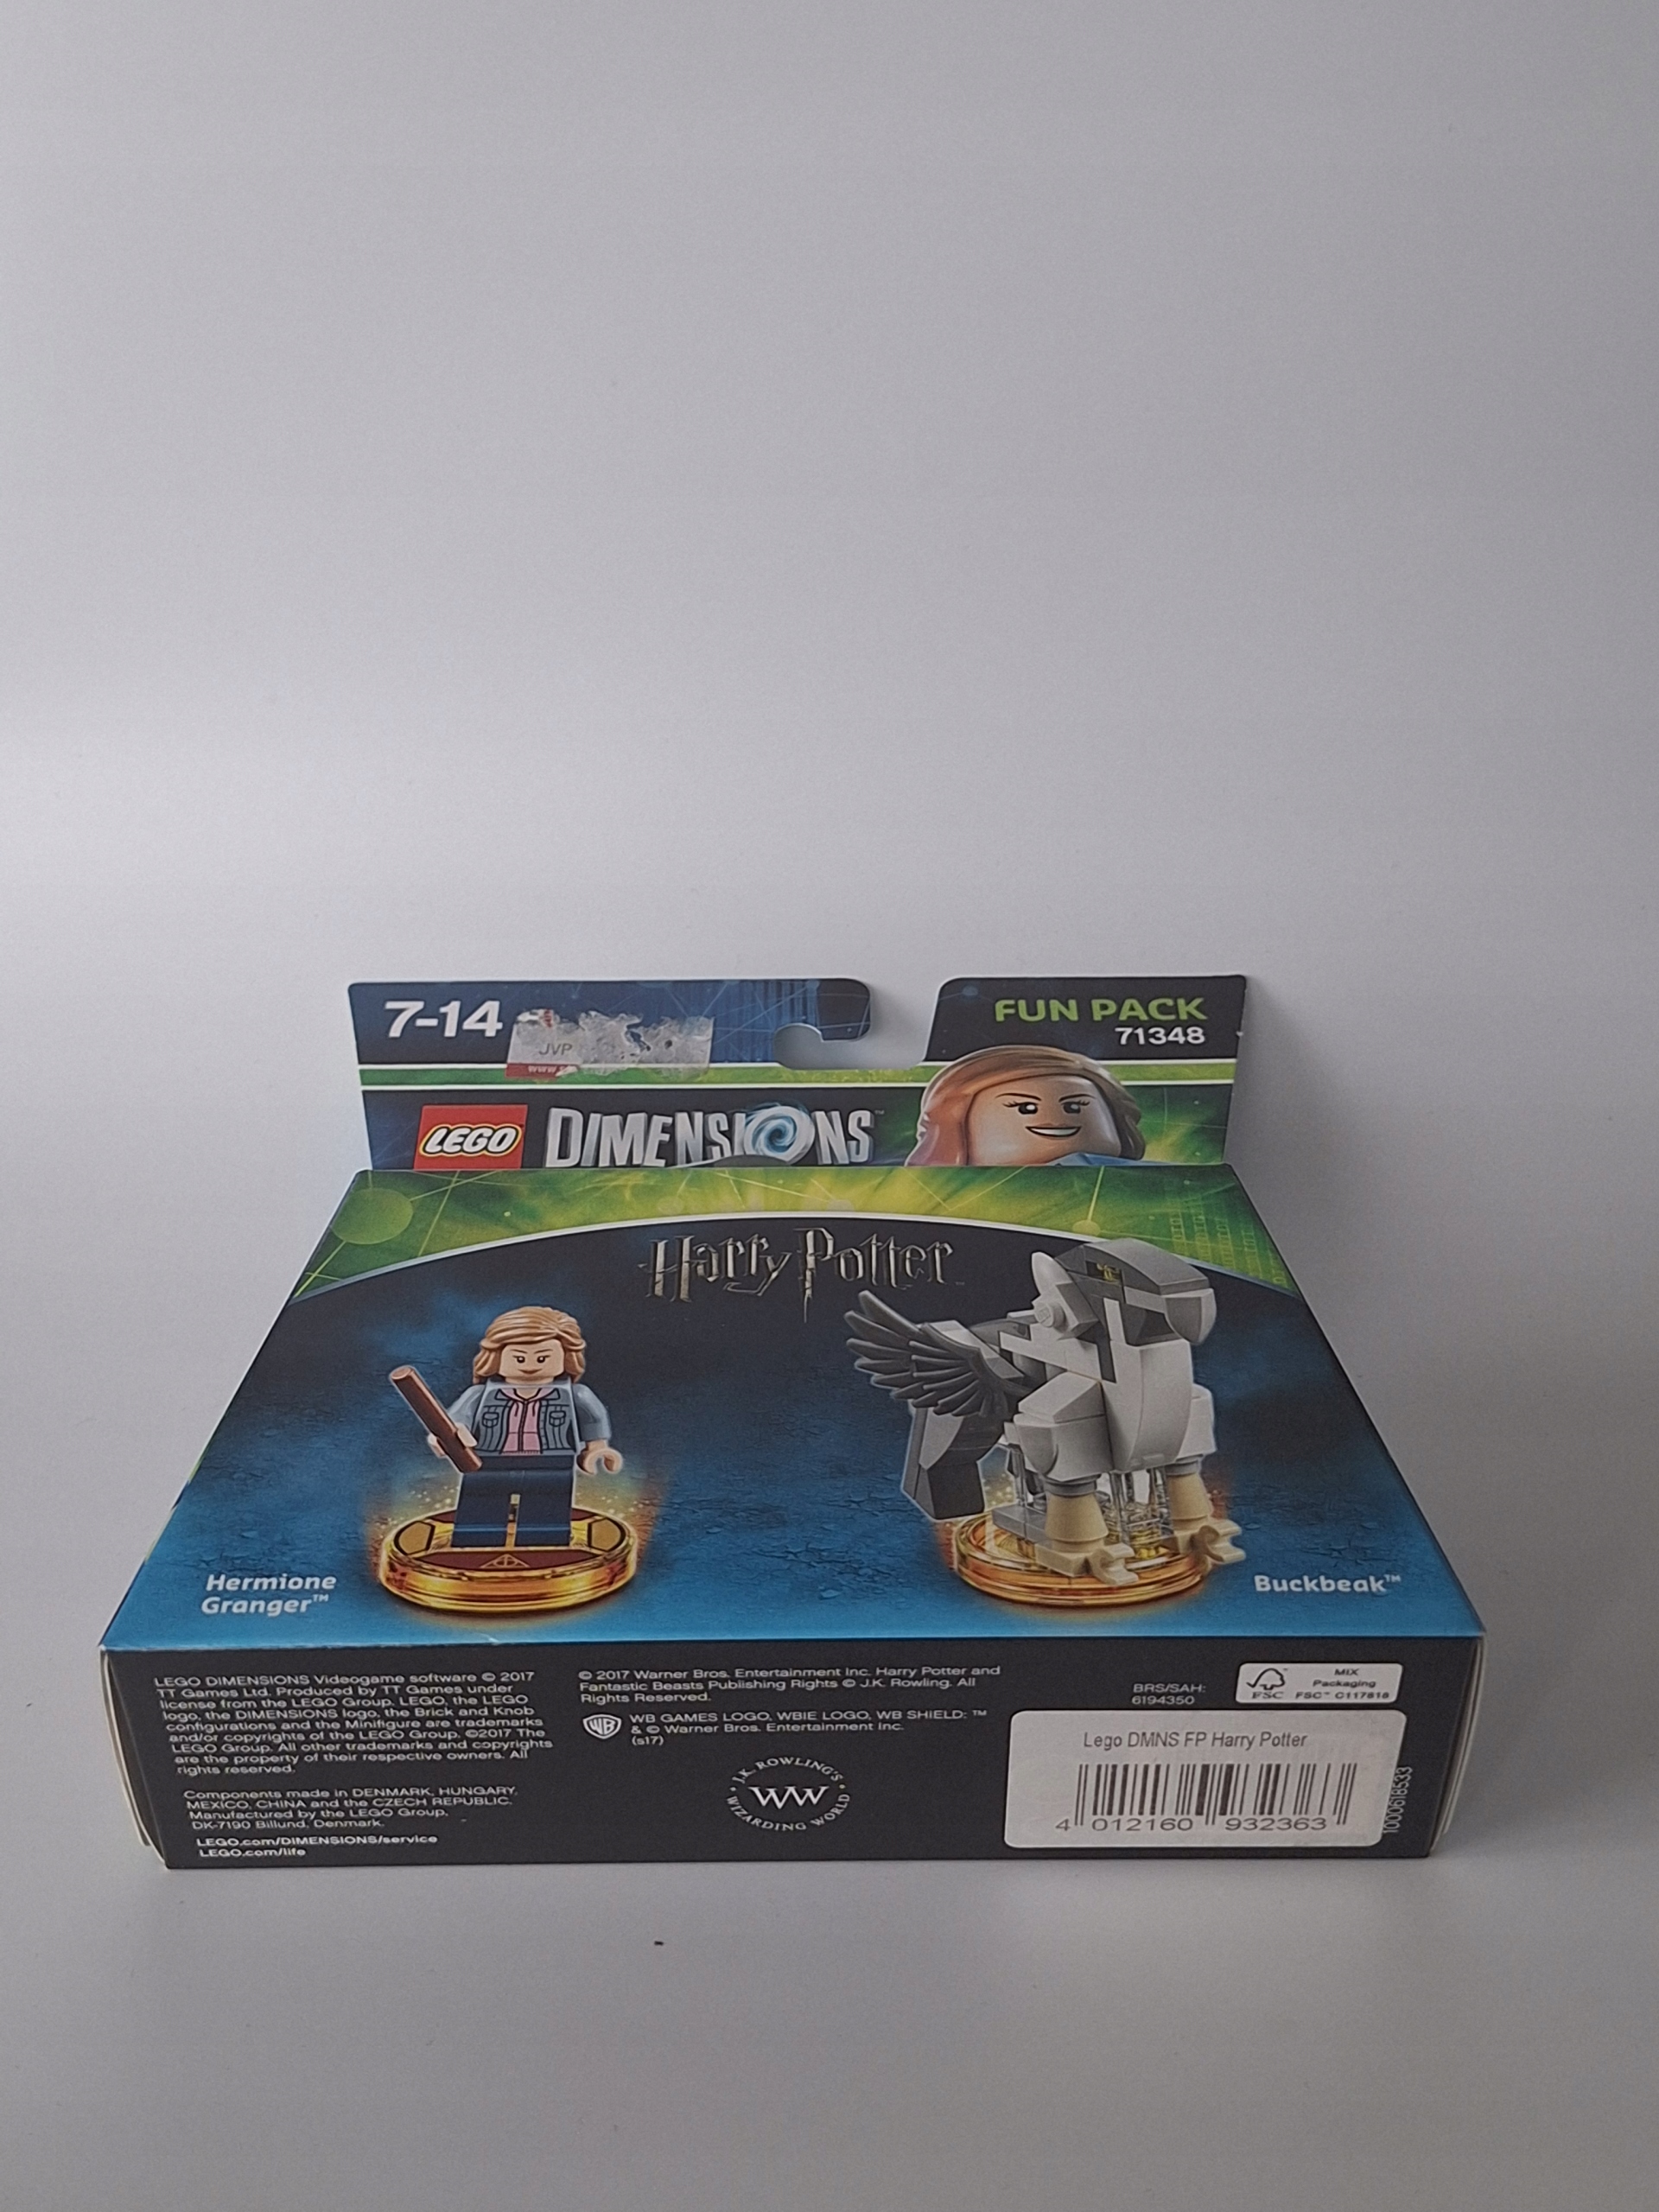 7-14
FUN PACK
71348
JVP
www.
LEGO
DIMENSIONS™
Harry Potter
Hermione
Granger™
Buckbeak™
LEGO DIMENSIONS Videogame software © 2017
TT Games Ltd. Produced by TT Games under
license from the LEGO Group. LEGO, the LEGO
logo, the DIMENSIONS logo, the Brick and Knob
configurations and the Minifigure are trademarks
and/or copyrights of the LEGO Group. ©2017 The
LEGO Group. All other trademarks and copyrights
are the property of their respective owners. All
rights reserved.
Components made in DENMARK, HUNGARY,
MEXICO, CHINA and the CZECH REPUBLIC.
Manufactured by the LEGO Group,
DK-7190 Billund, Denmark.
LEGO.com/DIMENSIONS/service
LEGO.com/life
© 2017 Warner Bros. Entertainment Inc. Harry Potter and
Fantastic Beasts Publishing Rights © J.K. Rowling. All
Rights Reserved.
WB
WB GAMES LOGO, WBIE LOGO, WB SHIELD: ™
& © Warner Bros. Entertainment Inc.
(s17)
J.K. ROWLING'S
WW
WIZARDING WORLD
BRS/SAH:
6194350
FSC
MIX
Packaging
FSC™ C117818
Lego DMNS FP Harry Potter
4 012160 932363
1000618533